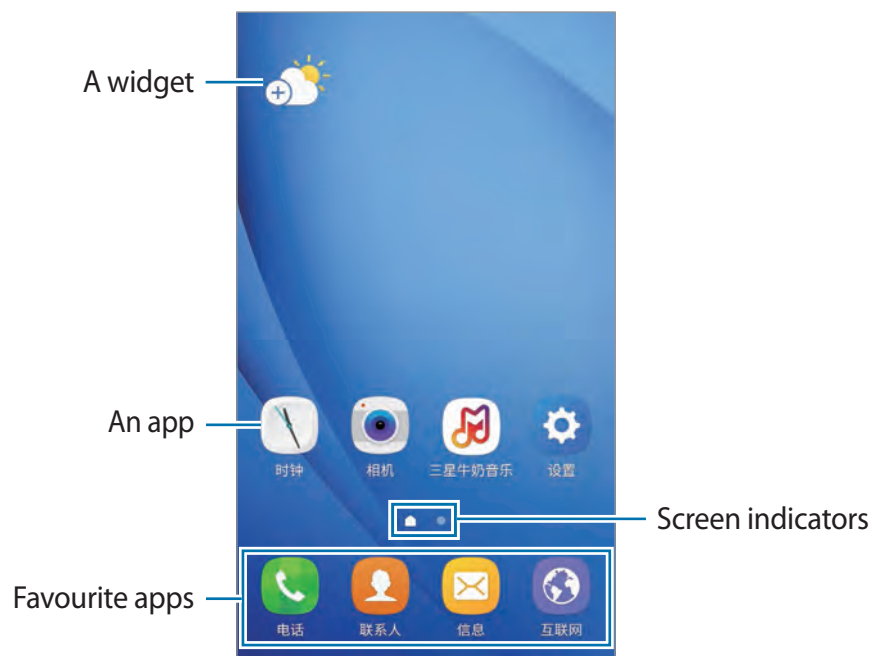 A widget
An app
时钟 相机 三星牛奶音乐 设置
Screen indicators
Favourite apps
电话 联系人 信息 互联网